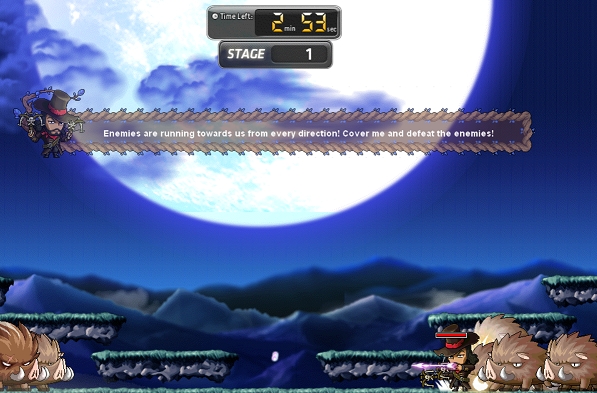 Time Left: 2 min 53 sec
STAGE 1
Enemies are running towards us from every direction! Cover me and defeat the enemies!